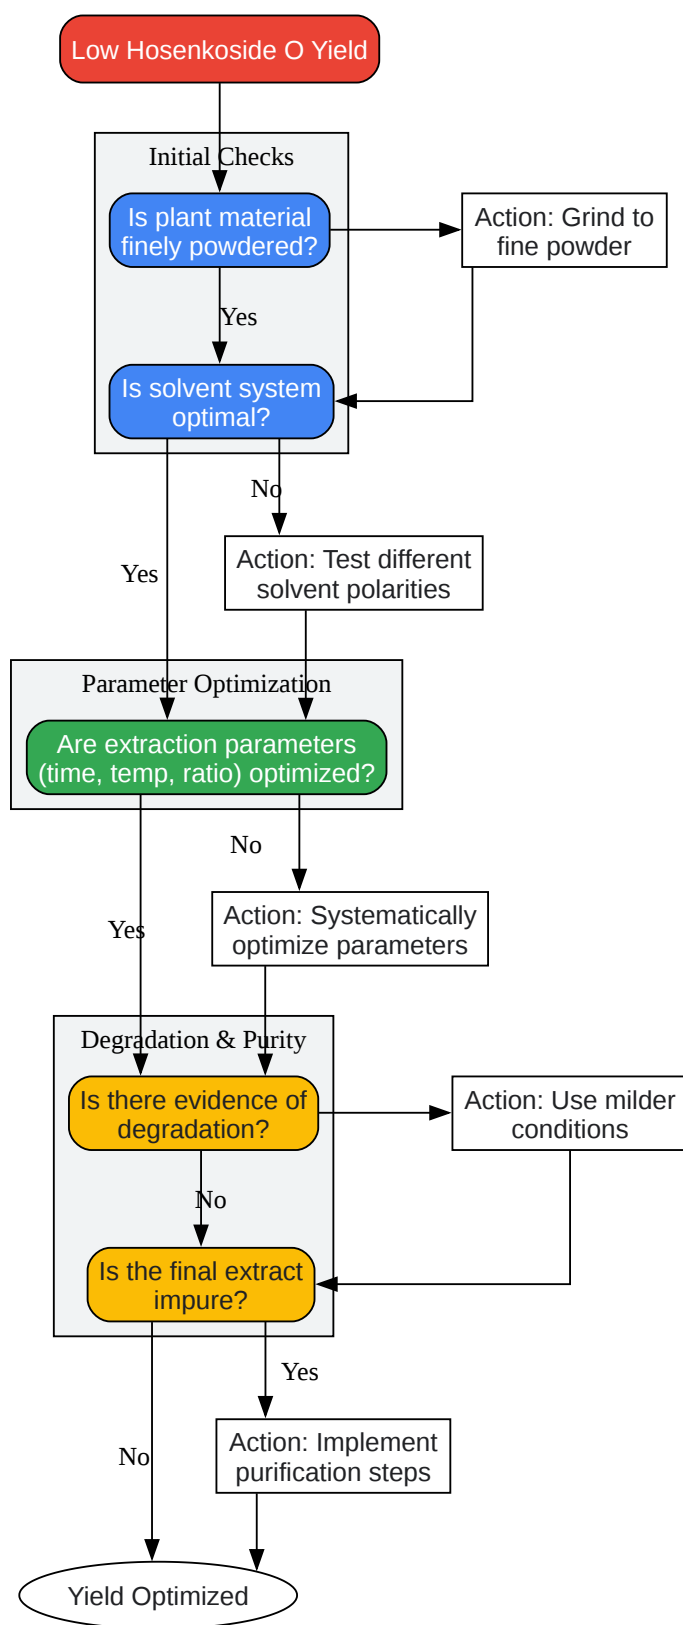 Low Hosenkoside O Yield
Initial Checks
Is plant material
finely powdered?
Action: Grind to
fine powder
Yes
Is solvent system
optimal?
No
Action: Test different
solvent polarities
Yes
Parameter Optimization
Are extraction parameters
(time, temp, ratio) optimized?
No
Action: Systematically
optimize parameters
Yes
Degradation & Purity
Is there evidence of
degradation?
Action: Use milder
conditions
No
Is the final extract
impure?
Yes
Action: Implement
purification steps
No
Yield Optimized